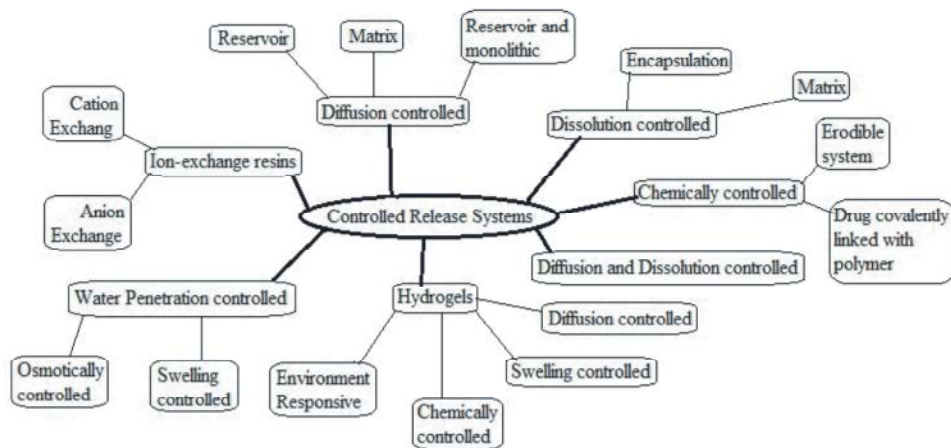 Reservoir
Matrix
Reservoir and
monolithic
Diffusion controlled
Encapsulation
Matrix
Dissolution controlled
Cation
Exchang
Ion-exchange resins
Anion
Exchange
Erodible
system
Chemically controlled
Drug covalently
linked with
polymer
Controlled Release Systems
Diffusion and Dissolution controlled
Water Penetration controlled
Osmotically
controlled
Swelling
controlled
Hydrogels
Diffusion controlled
Swelling controlled
Environment
Responsive
Chemically
controlled